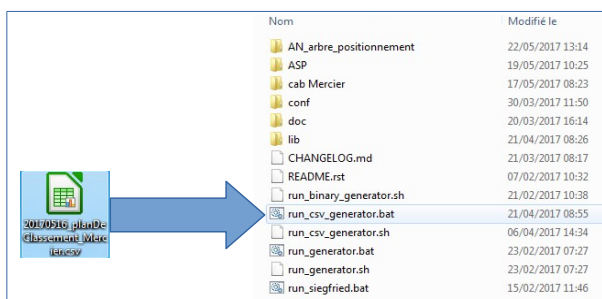 Nom Modifié le
AN_arbre_positionnement 22/05/2017 13:14
ASP 19/05/2017 10:25
cab Mercier 17/05/2017 08:23
conf 30/03/2017 11:50
doc 20/03/2017 16:14
lib 21/04/2017 08:26
CHANGELOG.md 21/03/2017 08:17
README.rst 07/02/2017 10:32
run_binary_generator.sh 21/02/2017 10:38
run_csv_generator.bat 21/04/2017 08:55
run_csv_generator.sh 06/04/2017 14:34
run_generator.bat 23/02/2017 07:27
run_generator.sh 23/02/2017 07:27
run_siegfried.bat 15/02/2017 11:46
20170516_planDe
Classement_Merc
ier.csv